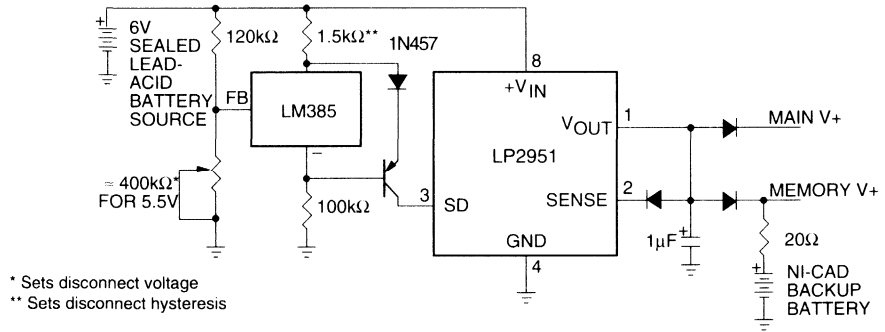 6V
SEALED
LEAD-
ACID
BATTERY
SOURCE
120kΩ
1.5kΩ**
1N457
FB
LM385
−
≈ 400kΩ*
FOR 5.5V
100kΩ
8
+VIN
VOUT
1
LP2951
3
SD
SENSE
2
GND
4
MAIN V+
MEMORY V+
1μF
+
20Ω
+
NI-CAD
BACKUP
BATTERY
+
* Sets disconnect voltage
** Sets disconnect hysteresis